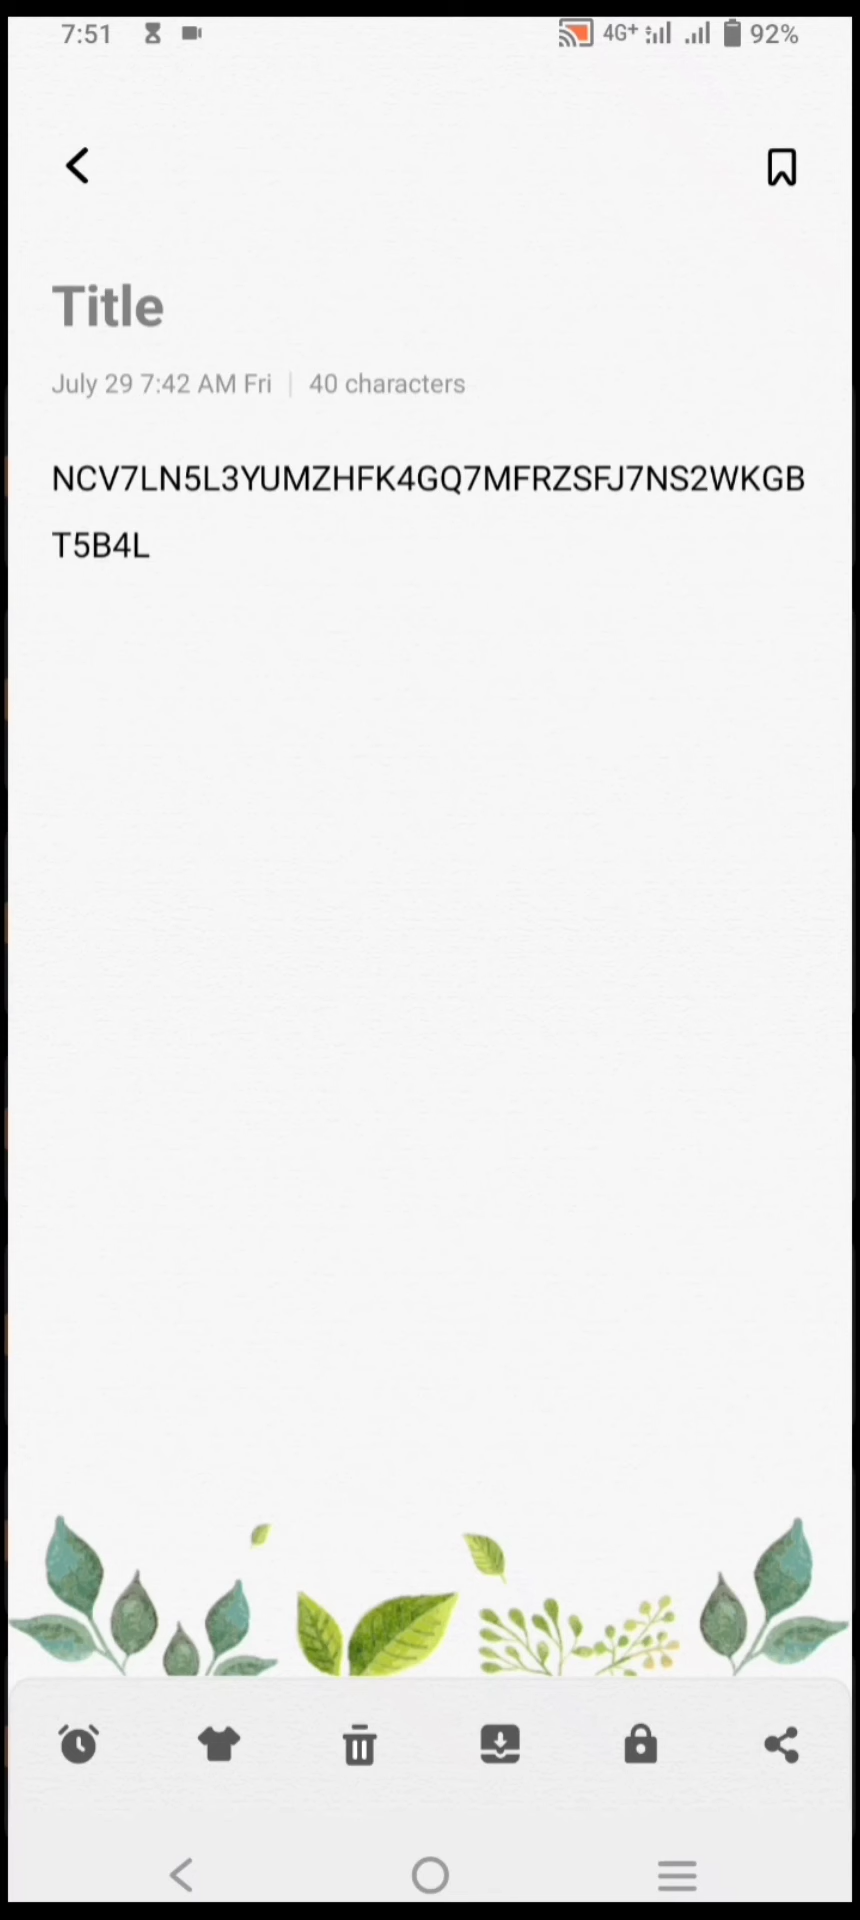 7:51 4G+ 92%
Title
July 29 7:42 AM Fri | 40 characters
NCV7LN5L3YUMZHFK4GQ7MFRZSFJ7NS2WKGB
T5B4L